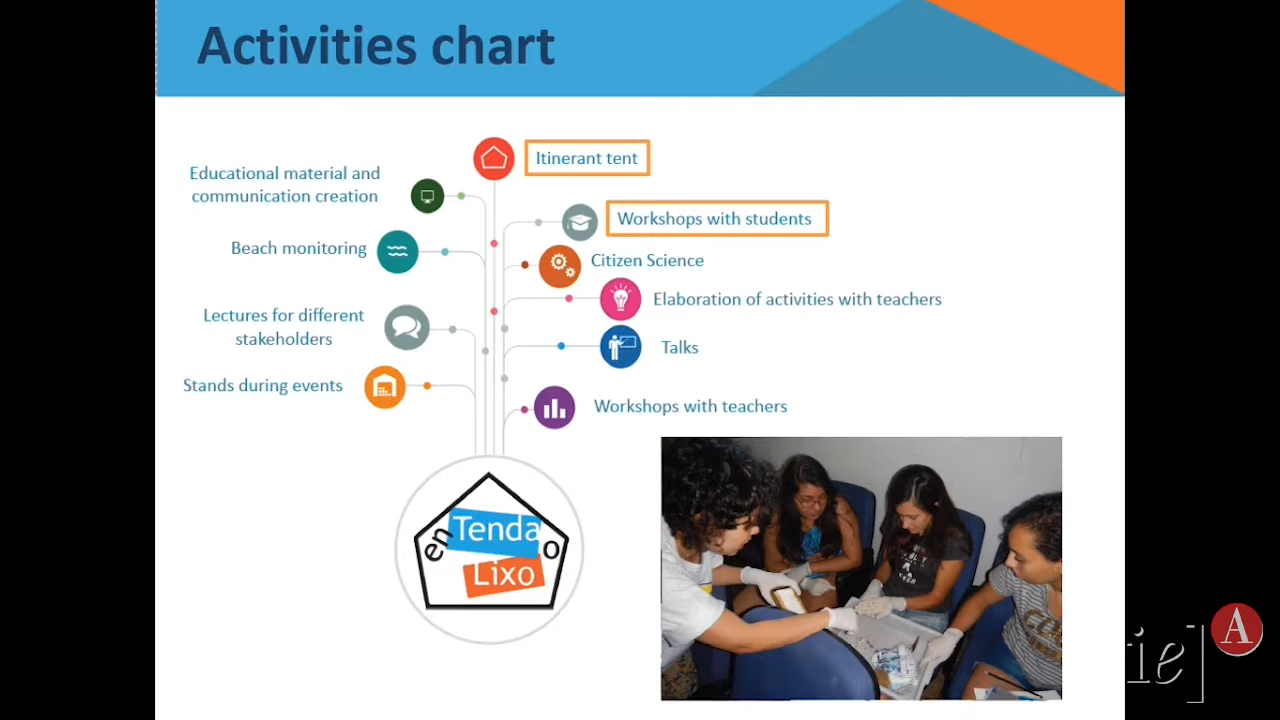 Activities chart
Itinerant tent
Educational material and
communication creation
Workshops with students
Beach monitoring
Citizen Science
Elaboration of activities with teachers
Lectures for different
stakeholders
Talks
Stands during events
Workshops with teachers
en Tenda o
Lixo
ie] A